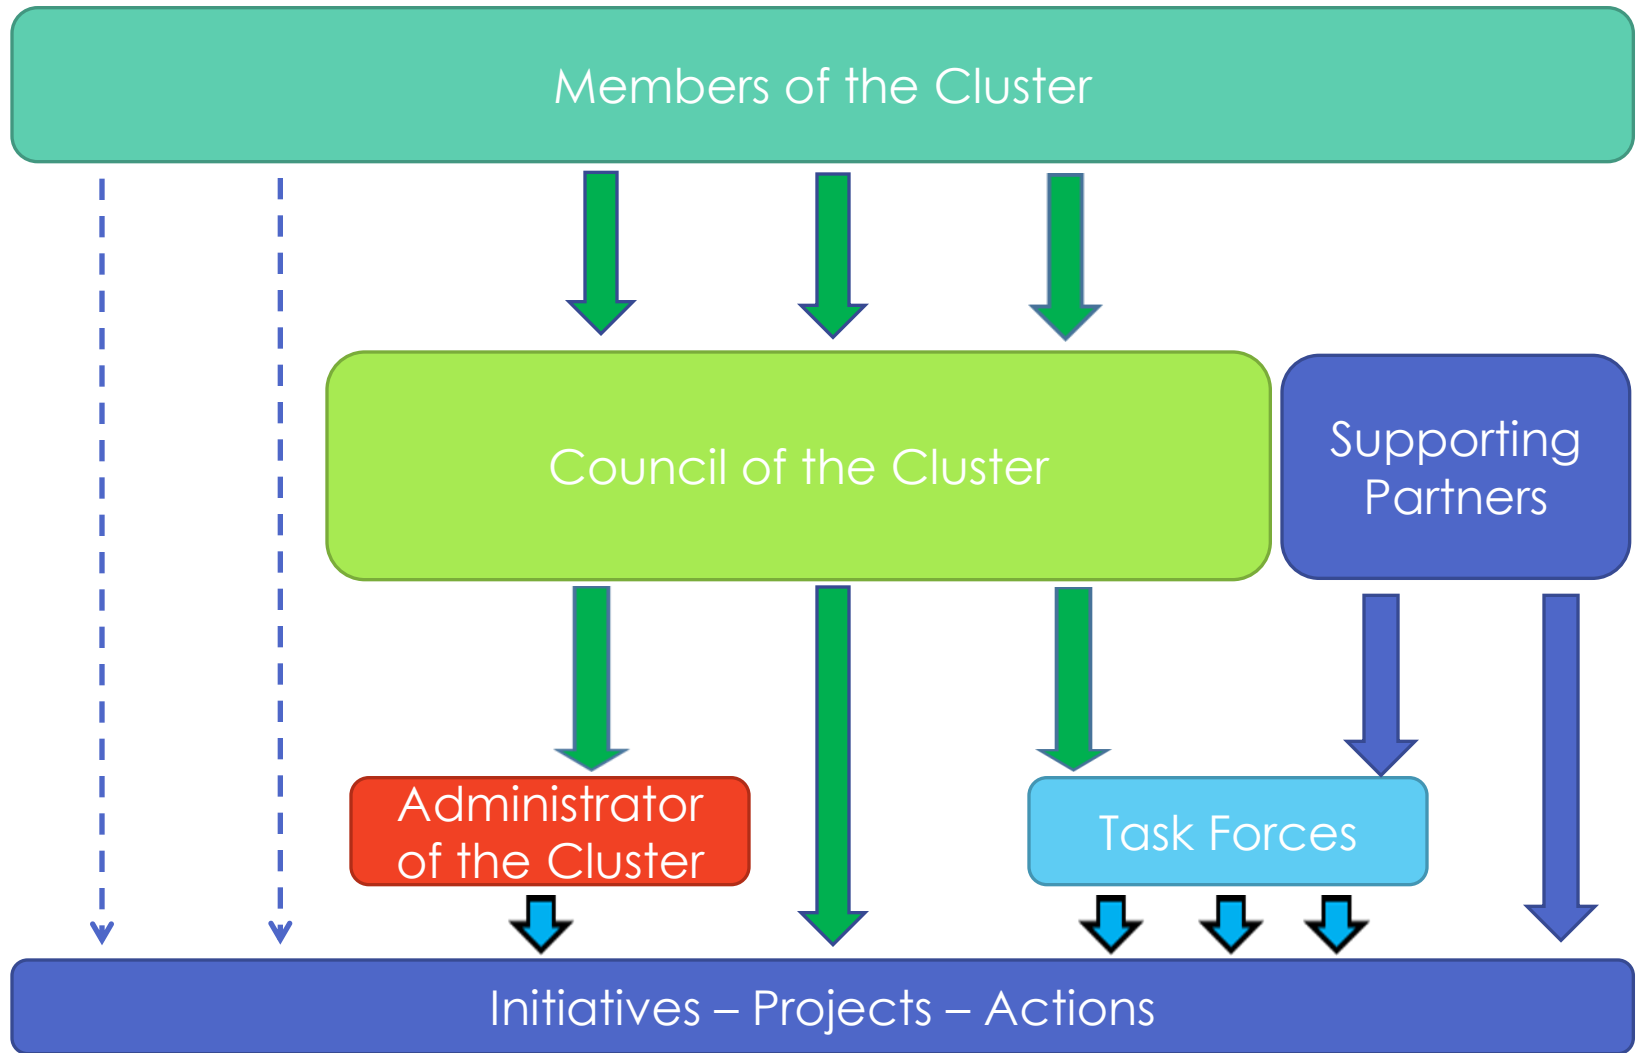 Members of the Cluster
Council of the Cluster
Supporting
Partners
Administrator
of the Cluster
Task Forces
Initiatives – Projects – Actions